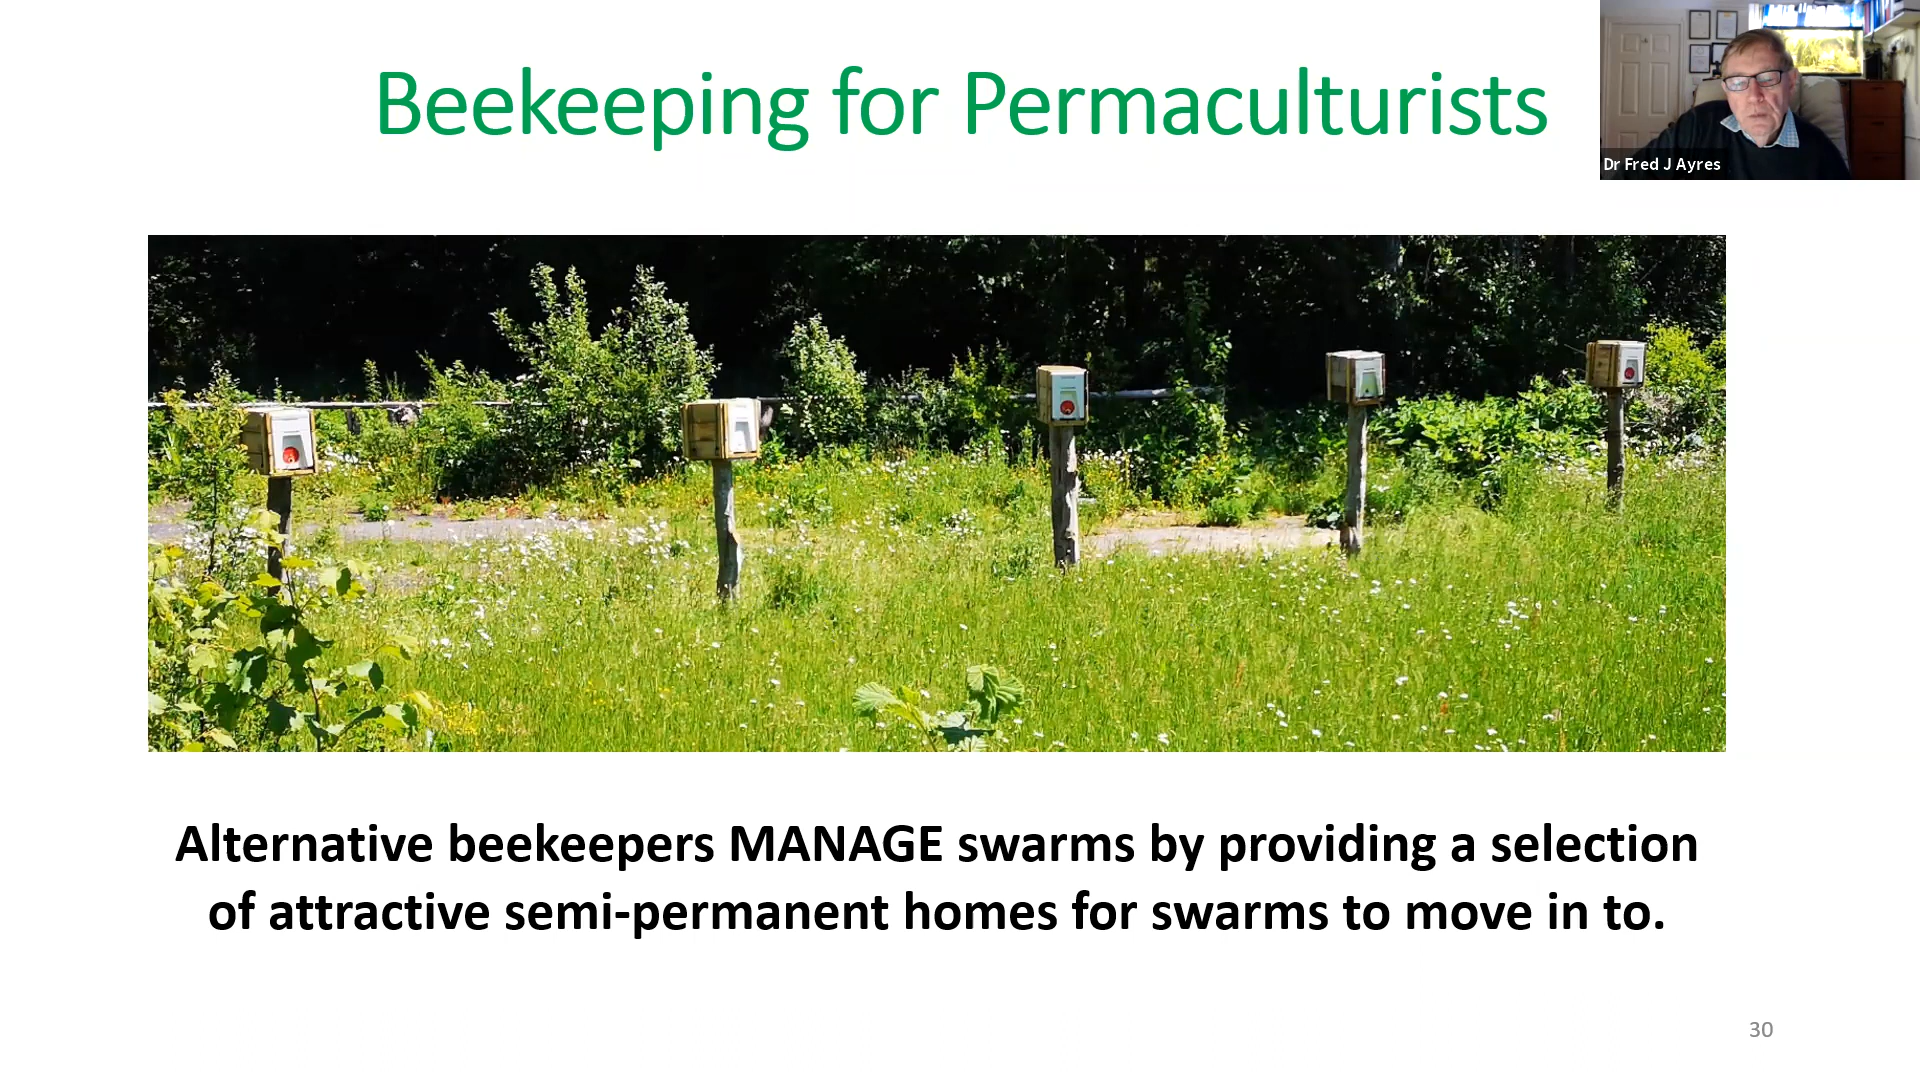 Beekeeping for Permaculturists
Dr Fred J Ayres
Alternative beekeepers MANAGE swarms by providing a selection
of attractive semi-permanent homes for swarms to move in to.
30